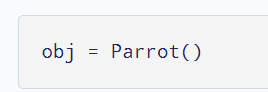 obj = Parrot()